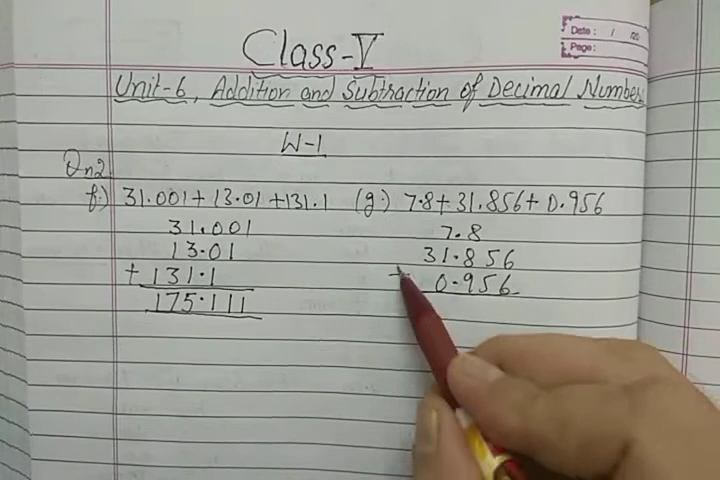 Date: / /20
Page:
Class-V
Unit-6, Addition and Subtraction of Decimal Number
W-1
Qn2
f.) 31.001+13.01+131.1 (g.) 7.8+31.856+0.956
31.001 7.8
13.01 31.856
+131.1 + 0.956
175.111